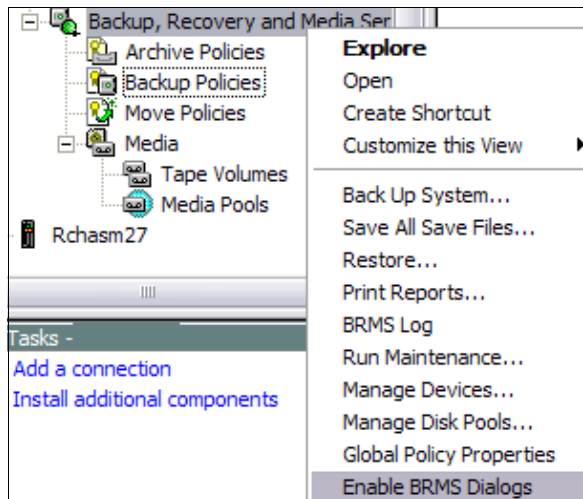 Backup, Recovery and Media Ser
Archive Policies
Backup Policies
Move Policies
Media
Tape Volumes
Media Pools
Rchasm27
Tasks -
Add a connection
Install additional components
Explore
Open
Create Shortcut
Customize this View
Back Up System...
Save All Save Files...
Restore...
Print Reports...
BRMS Log
Run Maintenance...
Manage Devices...
Manage Disk Pools...
Global Policy Properties
Enable BRMS Dialogs